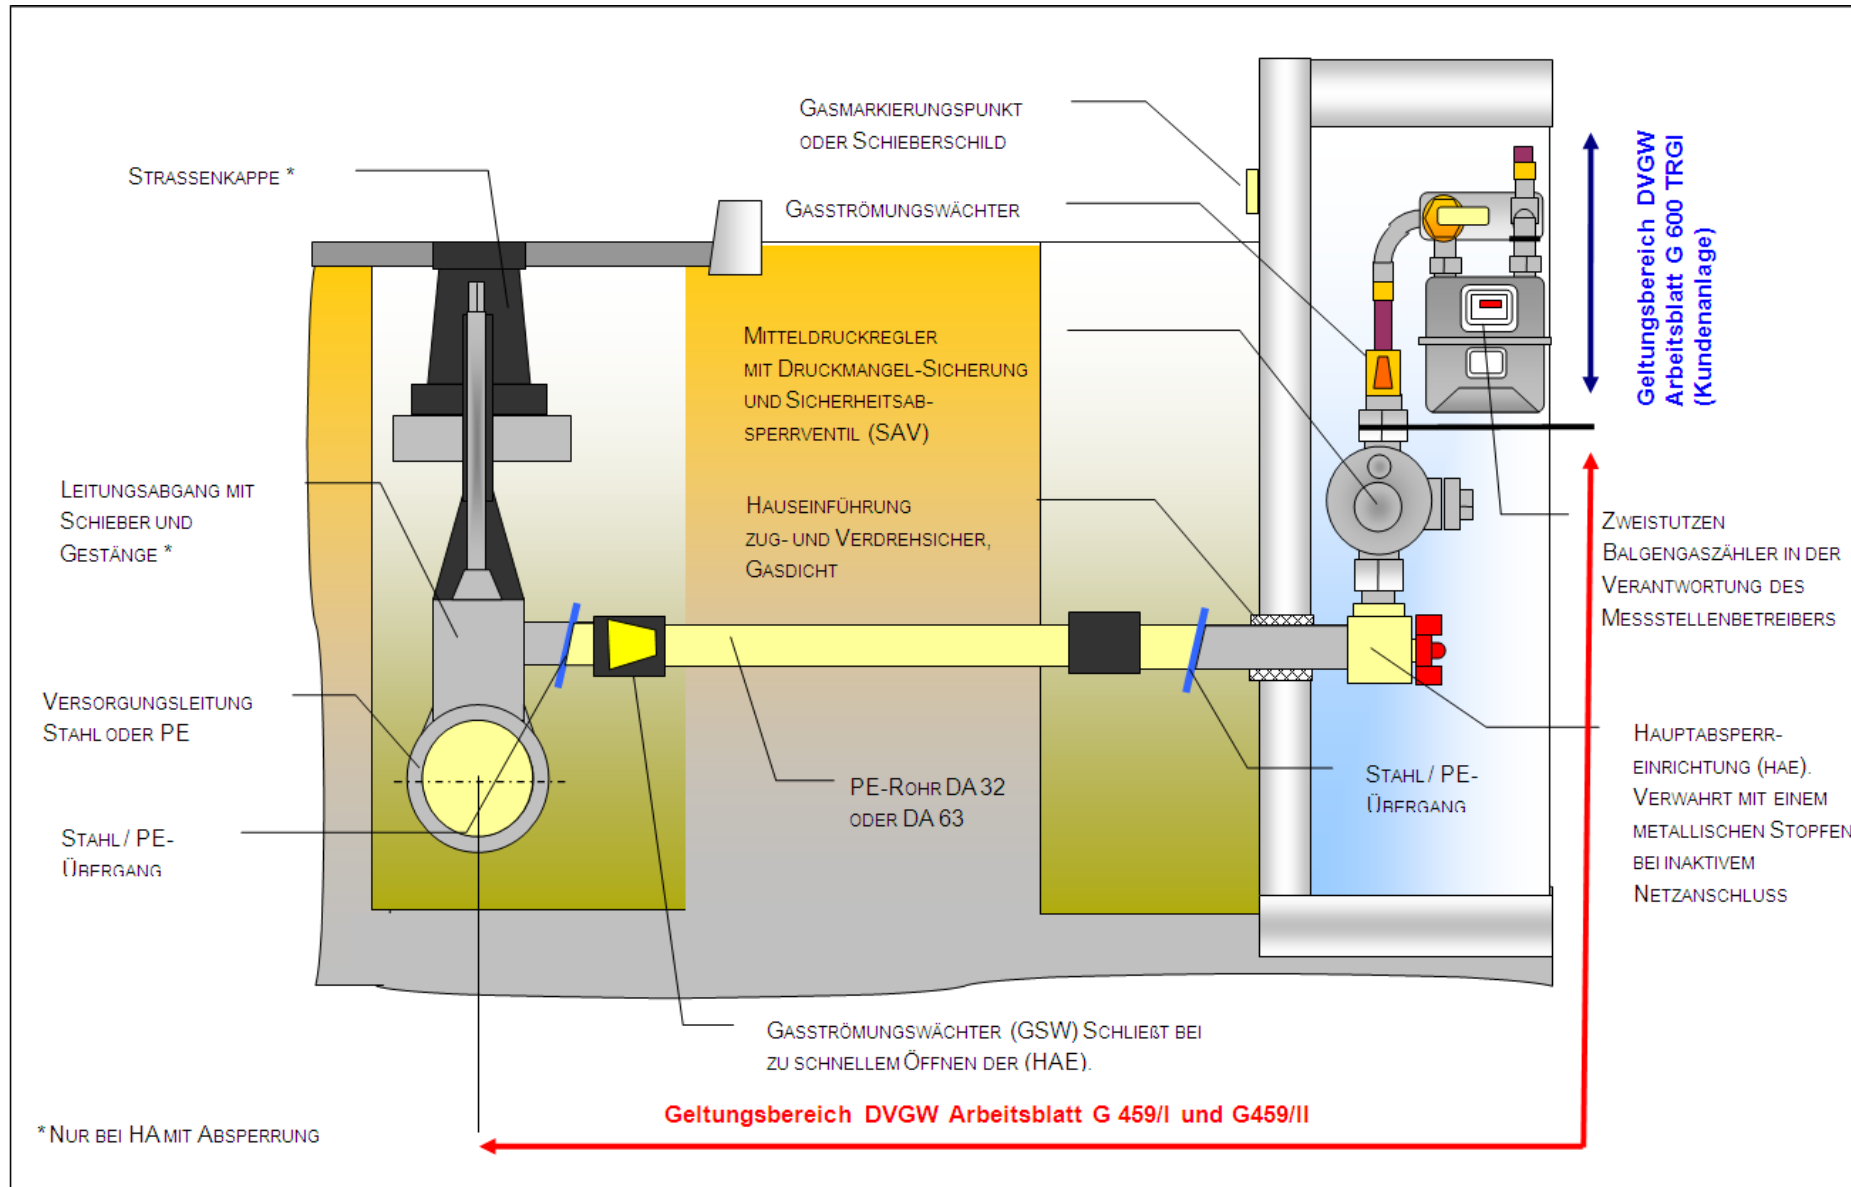 GASMARKIERUNGSPUNKT
ODER SCHIEBERSCHILD
STRASSENKAPPE *
GASSTRÖMUNGSWÄCHTER
Geltungsbereich DVGW
Arbeitsblatt G 600 TRGI
(Kundenanlage)
MITTELDRUCKREGLER
MIT DRUCKMANGEL-SICHERUNG
UND SICHERHEITSAB-
SPERRVENTIL (SAV)
LEITUNGSABGANG MIT
SCHIEBER UND
GESTÄNGE *
HAUSEINFÜHRUNG
ZUG- UND VERDREHSICHER,
GASDICHT
ZWEISTUTZEN
BALGENGASZÄHLER IN DER
VERANTWORTUNG DES
MESSSTELLENBETREIBERS
VERSORGUNGSLEITUNG
STAHL ODER PE
HAUPTABSPERR-
EINRICHTUNG (HAE).
VERWAHRT MIT EINEM
METALLISCHEN STOPFEN
BEI INAKTIVEM
NETZANSCHLUSS
PE-ROHR DA 32
ODER DA 63
STAHL / PE-
ÜBERGANG
STAHL / PE-
ÜBERGANG
GASSTRÖMUNGSWÄCHTER (GSW) SCHLIEßT BEI
ZU SCHNELLEM ÖFFNEN DER (HAE).
Geltungsbereich DVGW Arbeitsblatt G 459/I und G459/II
* NUR BEI HA MIT ABSPERRUNG